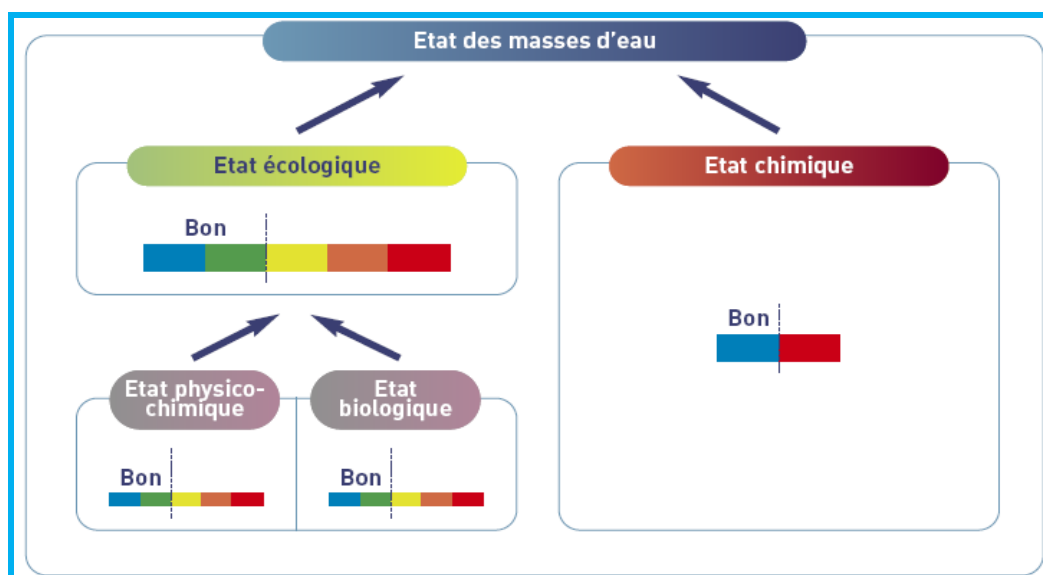 Etat des masses d'eau
Etat écologique
Etat chimique
Bon
Bon
Etat physico-
chimique
Etat
biologique
Bon
Bon